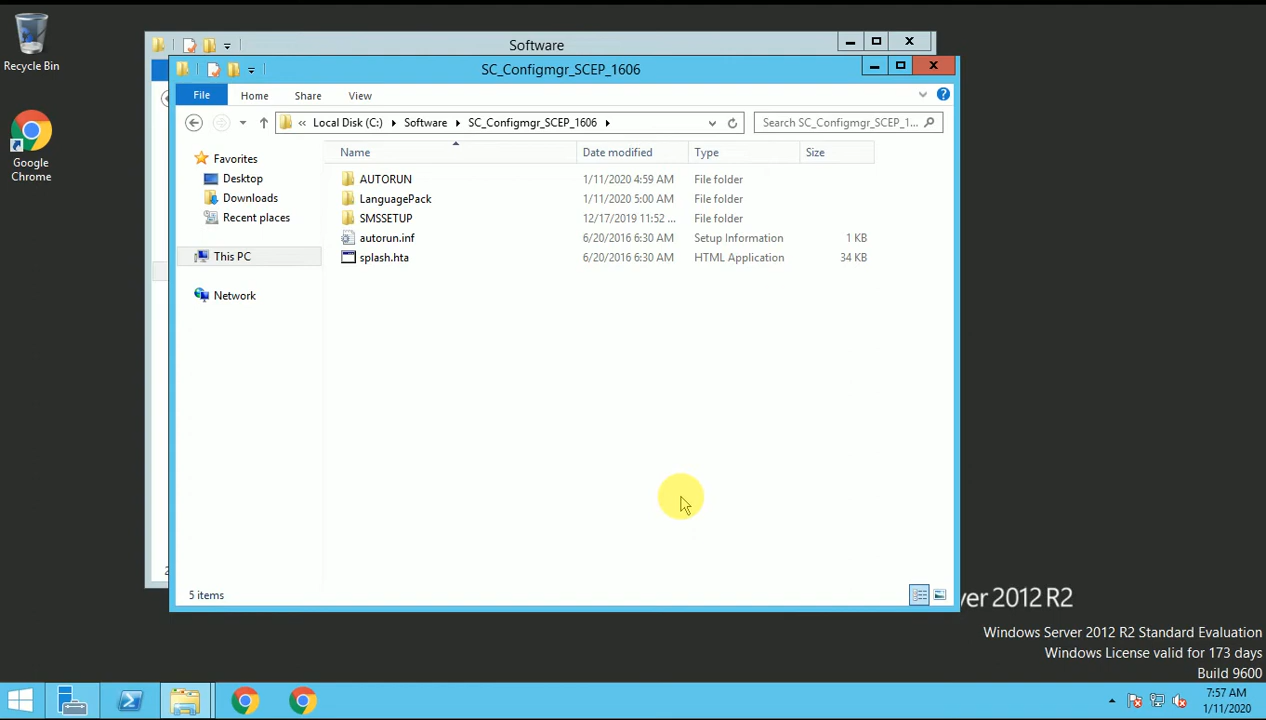 Recycle Bin
Google
Chrome
Software
SC_Configmgr_SCEP_1606
File Home Share View
« Local Disk (C:) Software SC_Configmgr_SCEP_1606
Search SC_Configmgr_SCEP_1...
Name Date modified Type Size
Favorites
Desktop
Downloads
Recent places
This PC
Network
AUTORUN 1/11/2020 4:59 AM File folder
LanguagePack 1/11/2020 5:00 AM File folder
SMSSETUP 12/17/2019 11:52 ... File folder
autorun.inf 6/20/2016 6:30 AM Setup Information 1 KB
splash.hta 6/20/2016 6:30 AM HTML Application 34 KB
5 items
ver 2012 R2
Windows Server 2012 R2 Standard Evaluation
Windows License valid for 173 days
Build 9600
7:57 AM
1/11/2020